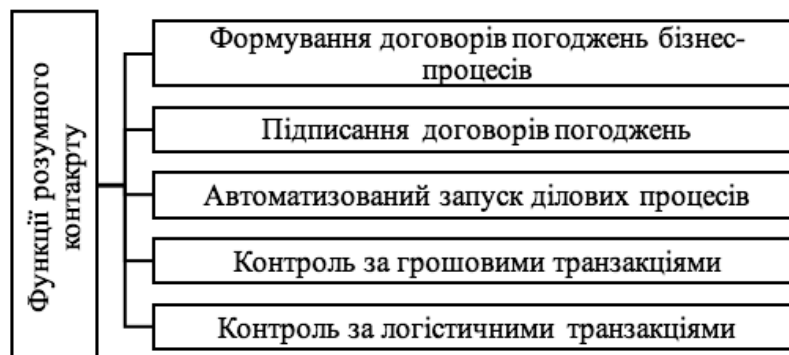 Функції розумного
контакрту
Формування договорів погоджень бізнес-
процесів
Підписання договорів погоджень
Автоматизований запуск ділових процесів
Контроль за грошовими транзакціями
Контроль за логістичними транзакціями